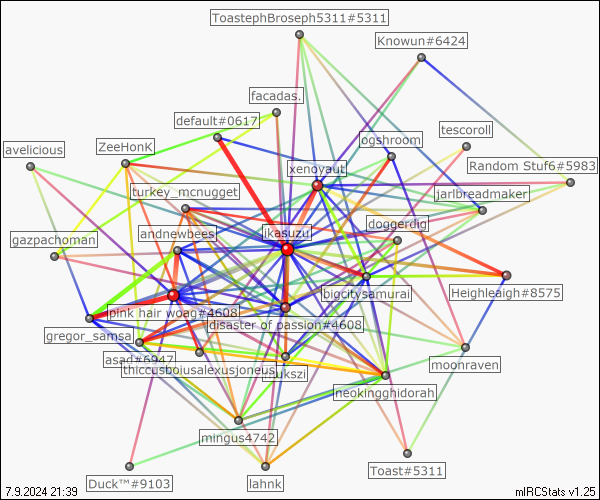 ToastephBroseph5311#5311
Knowun#6424
facadas.
default#0617
tescoroll
ogshroom
ZeeHonK
avelicious
xenoyaut
Random Stuf6#5983
turkey_mcnugget
jarlbreadmaker
doggerdig
jkasuzu
andnewbees
gazpachoman
bigcitysamurai
Heighleaigh#8575
pink hair woag#4608
disaster of passion#4608
gregor_samsa
asad#6947
moonraven
thiccusboiusalexusjoneus
neokingghidorah
mingus4742
Toast#5311
Duck™#9103
lahnk
7.9.2024 21:39
mIRCStats v1.25